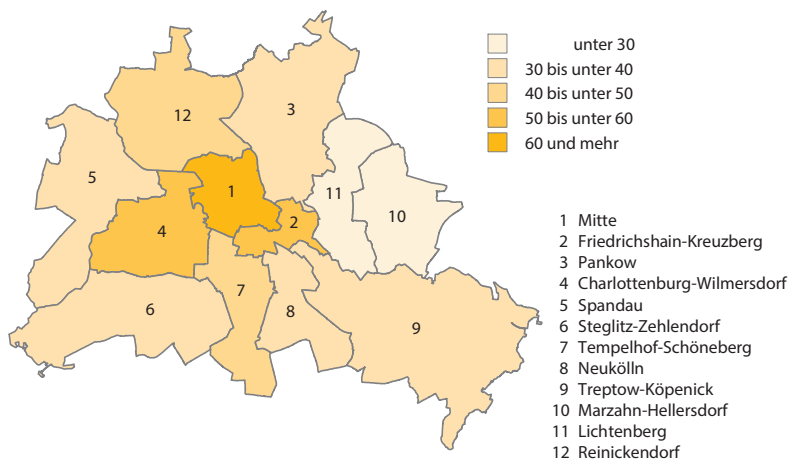 unter 30
30 bis unter 40
40 bis unter 50
50 bis unter 60
60 und mehr
12
3
5
1
11
10
2
4
6
7
8
9
1 Mitte
2 Friedrichshain-Kreuzberg
3 Pankow
4 Charlottenburg-Wilmersdorf
5 Spandau
6 Steglitz-Zehlendorf
7 Tempelhof-Schöneberg
8 Neukölln
9 Treptow-Köpenick
10 Marzahn-Hellersdorf
11 Lichtenberg
12 Reinickendorf